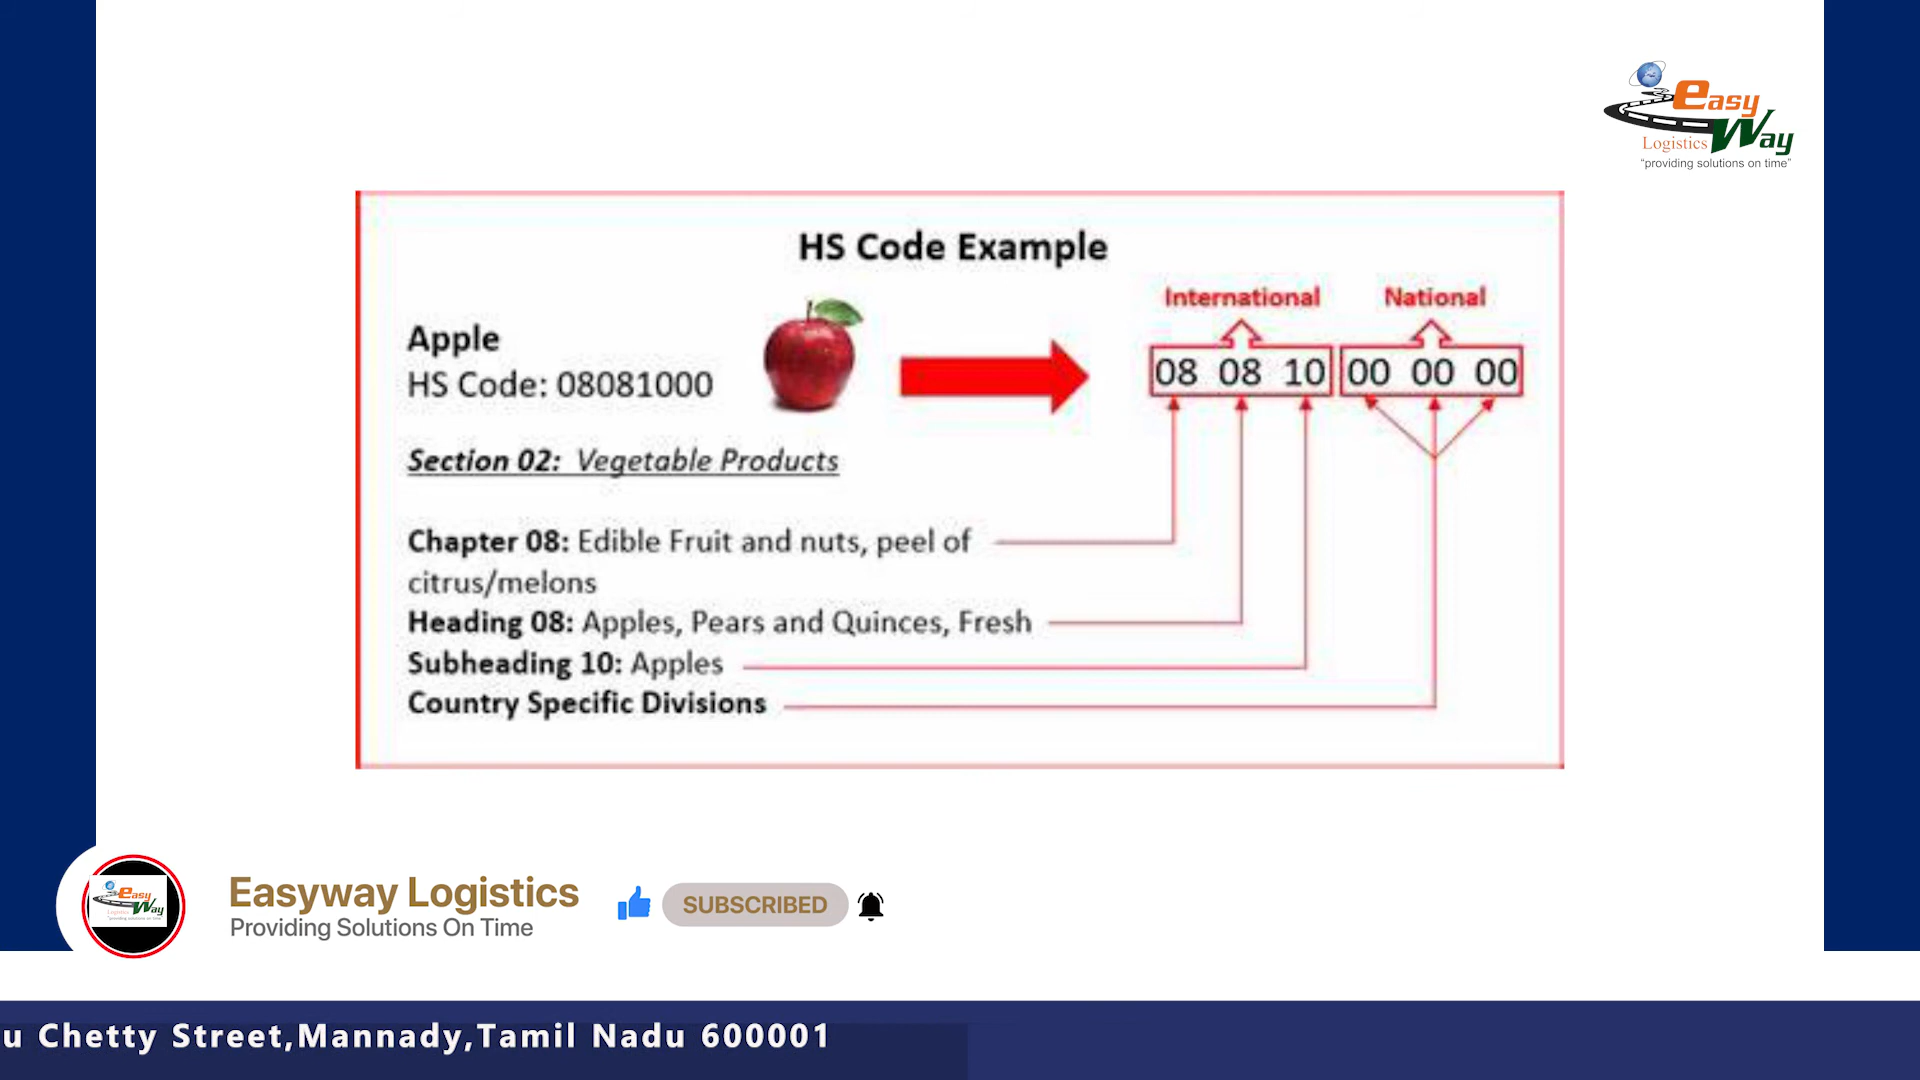 easy
Way
Logistics
"providing solutions on time"
HS Code Example
International National
Apple
HS Code: 08081000
08 08 10 00 00 00
Section 02: Vegetable Products
Chapter 08: Edible Fruit and nuts, peel of
citrus/melons
Heading 08: Apples, Pears and Quinces, Fresh
Subheading 10: Apples
Country Specific Divisions
easy
Way
Easyway Logistics
Providing Solutions On Time
SUBSCRIBED
u Chetty Street,Mannady,Tamil Nadu 600001